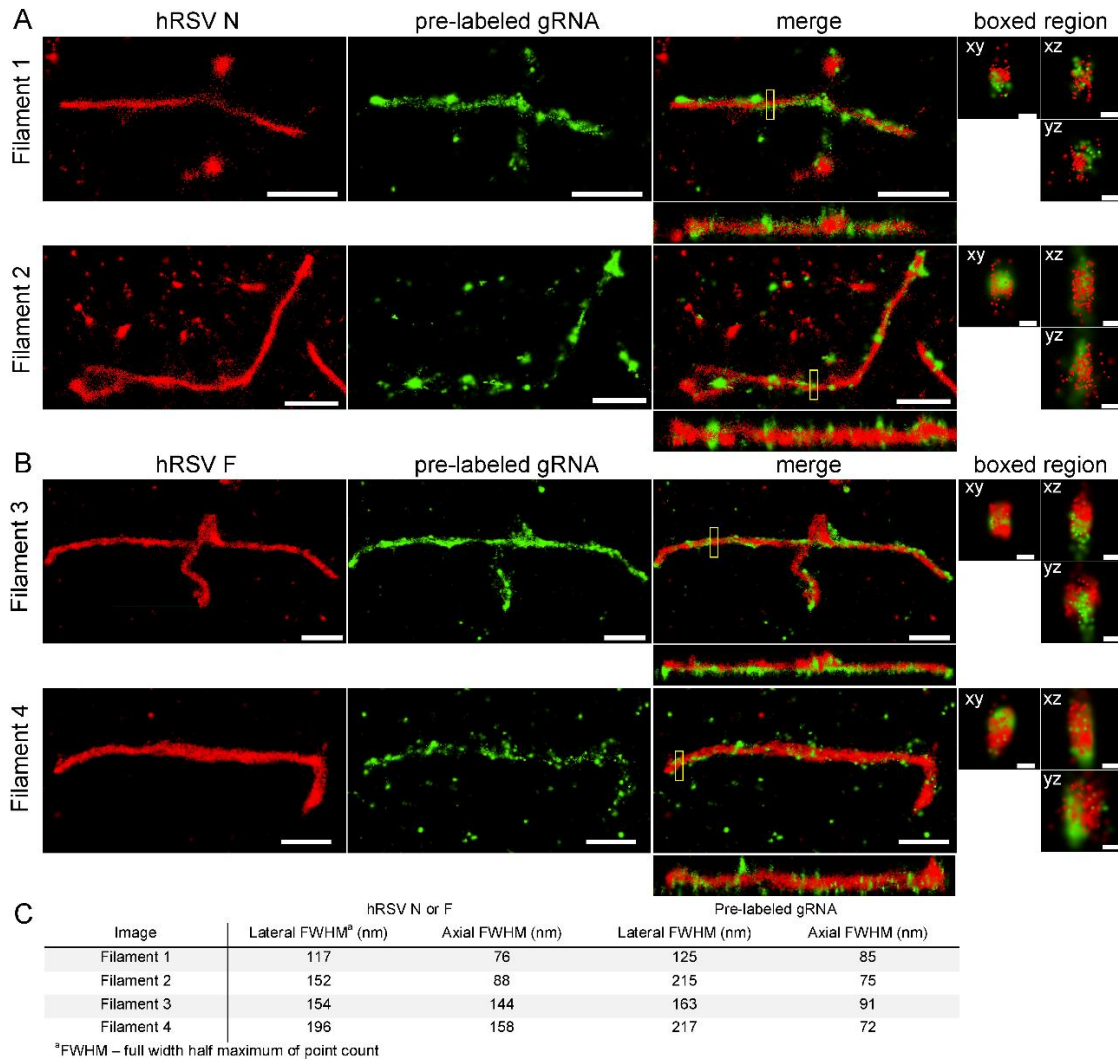 A
hRSV N pre-labeled gRNA merge boxed region
Filament 1
xy xz
yz
Filament 2
xy xz
yz
B
hRSV F pre-labeled gRNA merge boxed region
Filament 3
xy xz
yz
Filament 4
xy xz
yz
C
hRSV N or F Pre-labeled gRNA
Image Lateral FWHMa (nm) Axial FWHM (nm) Lateral FWHM (nm) Axial FWHM (nm)
Filament 1 117 76 125 85
Filament 2 152 88 215 75
Filament 3 154 144 163 91
Filament 4 196 158 217 72
aFWHM – full width half maximum of point count